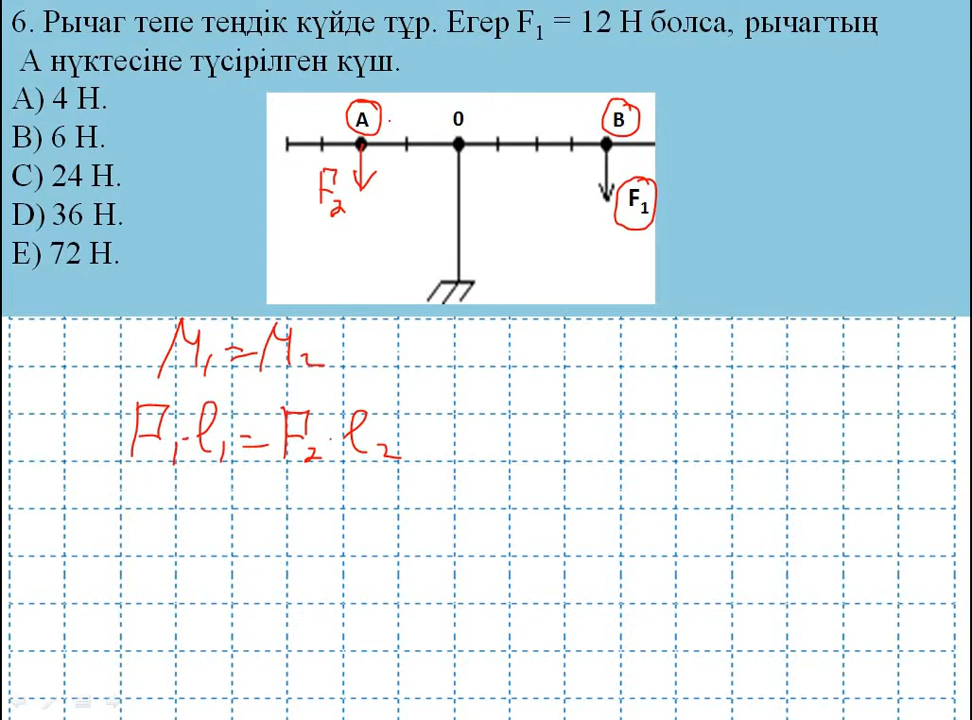 6. Рычаг тепе теңдік күйде тұр. Егер F₁ = 12 Н болса, рычагтың
А нүктесіне түсірілген күш.
A) 4 Н.
B) 6 Н.
C) 24 Н.
D) 36 Н.
E) 72 Н.
A 0 B
F₂
F₁
M₁ = M₂
F₁·l₁ = F₂·l₂